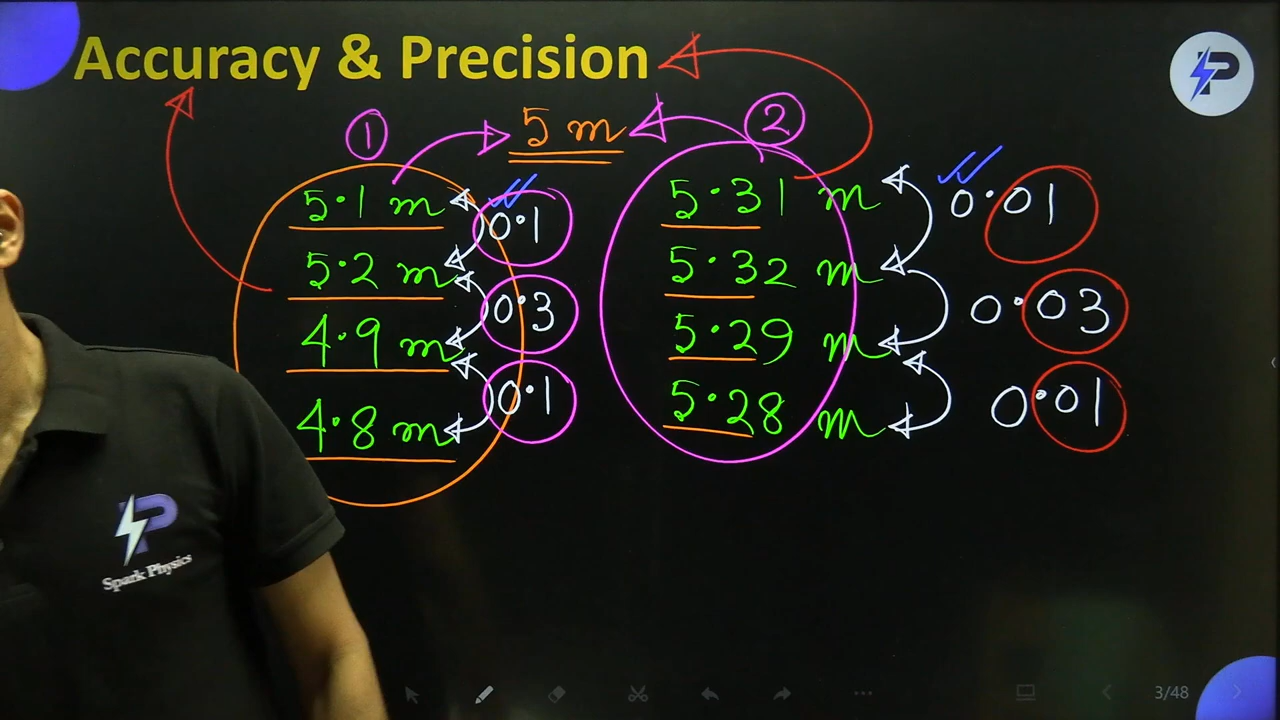 Accuracy & Precision
P
① 5 m ②
5.1 m 0.1 5.31 m 0.01
5.2 m 5.32 m
0.3 0.03
4.9 m 5.29 m
0.1 0.01
4.8 m 5.28 m
P
Spark Physics
3/48